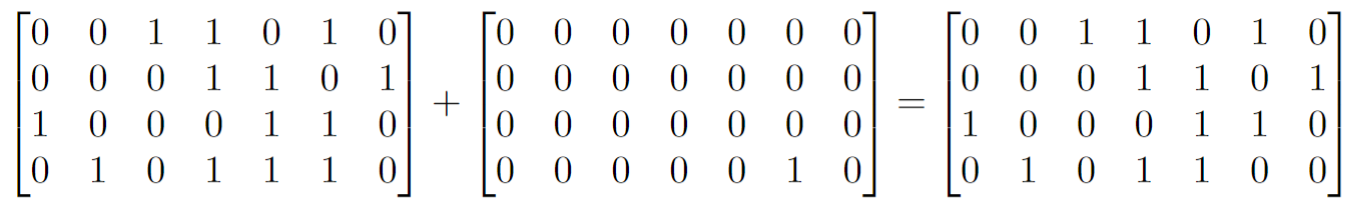 0 0 1 1 0 1 0   0 0 0 0 0 0 0   0 0 1 1 0 1 0
0 0 0 1 1 0 1   0 0 0 0 0 0 0   0 0 0 1 1 0 1
1 0 0 0 1 1 0 + 0 0 0 0 0 0 0 = 1 0 0 0 1 1 0
0 1 0 1 1 1 0   0 0 0 0 0 1 0   0 1 0 1 1 0 0